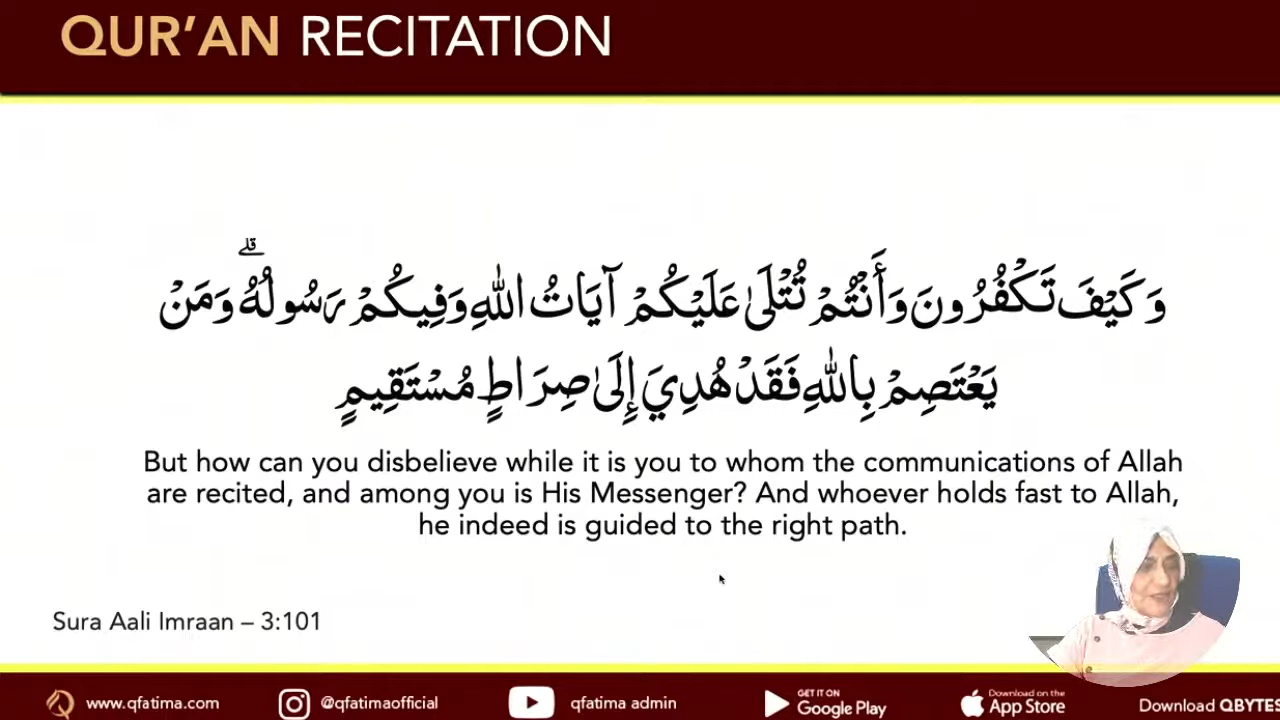 QUR’AN RECITATION
وَكَيْفَ تَكْفُرُونَ وَأَنْتُمْ تُتْلَىٰ عَلَيْكُمْ آيَاتُ اللهِ وَفِيكُمْ رَسُولُهُ ۗ وَمَنْ
يَعْتَصِمْ بِاللهِ فَقَدْ هُدِيَ إِلَىٰ صِرَاطٍ مُسْتَقِيمٍ
But how can you disbelieve while it is you to whom the communications of Allah
are recited, and among you is His Messenger? And whoever holds fast to Allah,
he indeed is guided to the right path.
Sura Aali Imraan – 3:101
www.qfatima.com @qfatimaofficial qfatima admin GET IT ON Google Play Download on the App Store Download QBYTES